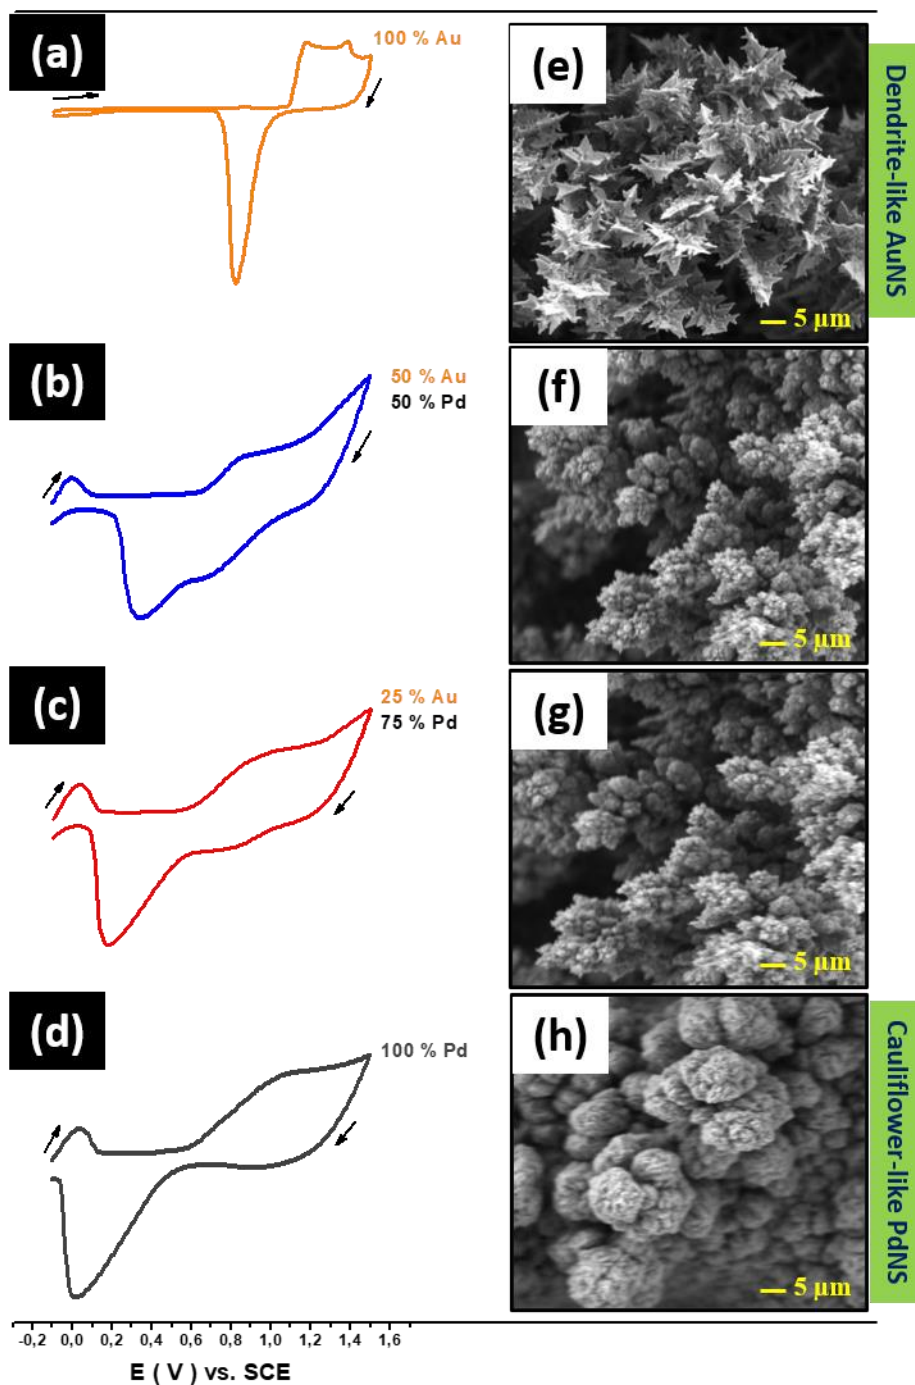 (a)
100 % Au
(e)
5 µm
Dendrite-like AuNS
(b)
50 % Au
50 % Pd
(f)
5 µm
(c)
25 % Au
75 % Pd
(g)
5 µm
(d)
100 % Pd
(h)
5 µm
Cauliflower-like PdNS
-0,2 0,0 0,2 0,4 0,6 0,8 1,0 1,2 1,4 1,6
E ( V ) vs. SCE